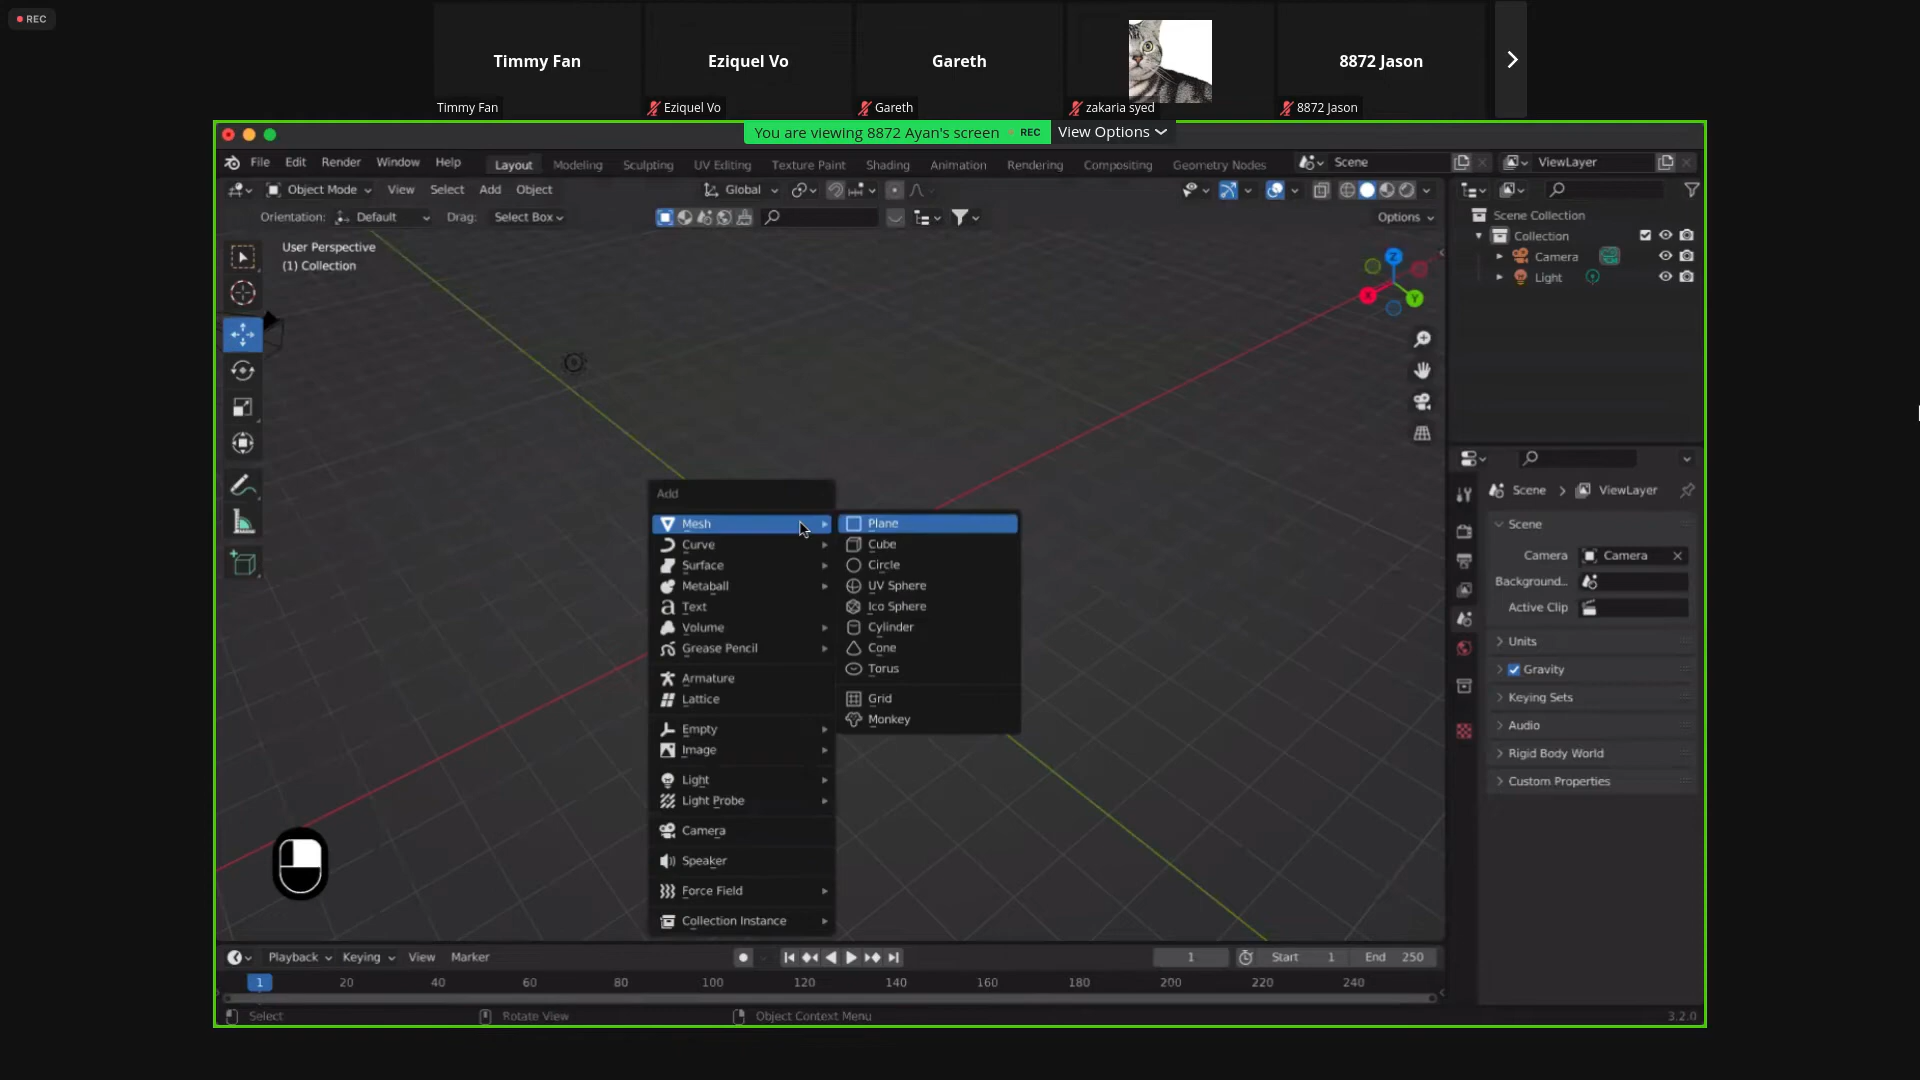 REC
Timmy Fan
Eziquel Vo
Gareth
8872 Jason
Timmy Fan
Eziquel Vo
Gareth
zakaria syed
8872 Jason
You are viewing 8872 Ayan's screen
REC
View Options
File Edit Render Window Help
Layout Modeling Sculpting UV Editing Texture Paint Shading Animation Rendering Compositing Geometry Nodes
Scene
ViewLayer
Object Mode View Select Add Object
Global
Orientation: Default Drag: Select Box
Options
User Perspective
(1) Collection
Z
X
Y
Scene Collection
Collection
Camera
Light
Add
Mesh
Curve
Surface
Metaball
Text
Volume
Grease Pencil
Armature
Lattice
Empty
Image
Light
Light Probe
Camera
Speaker
Force Field
Collection Instance
Plane
Cube
Circle
UV Sphere
Ico Sphere
Cylinder
Cone
Torus
Grid
Monkey
Scene ViewLayer
Scene
Camera Camera
Background...
Active Clip
Units
Gravity
Keying Sets
Audio
Rigid Body World
Custom Properties
Playback Keying View Marker
1
Start 1
End 250
1 20 40 60 80 100 120 140 160 180 200 220 240
Select
Rotate View
Object Context Menu
3.2.0